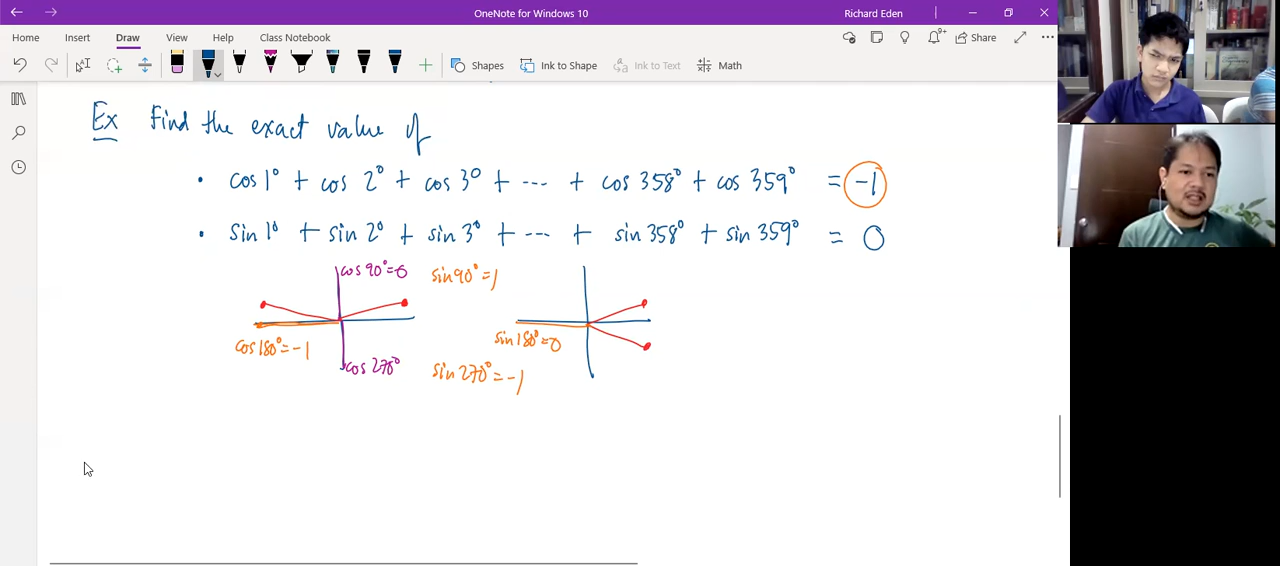 OneNote for Windows 10
Richard Eden
Home Insert Draw View Help Class Notebook
Share
Shapes Ink to Shape Ink to Text Math
Ex Find the exact value of
• cos 1° + cos 2° + cos 3° + ... + cos 358° + cos 359° = -1
• sin 1° + sin 2° + sin 3° + ... + sin 358° + sin 359° = 0
cos 90° = 0 sin 90° = 1
cos 180° = -1 sin 180° = 0
cos 270° sin 270° = -1